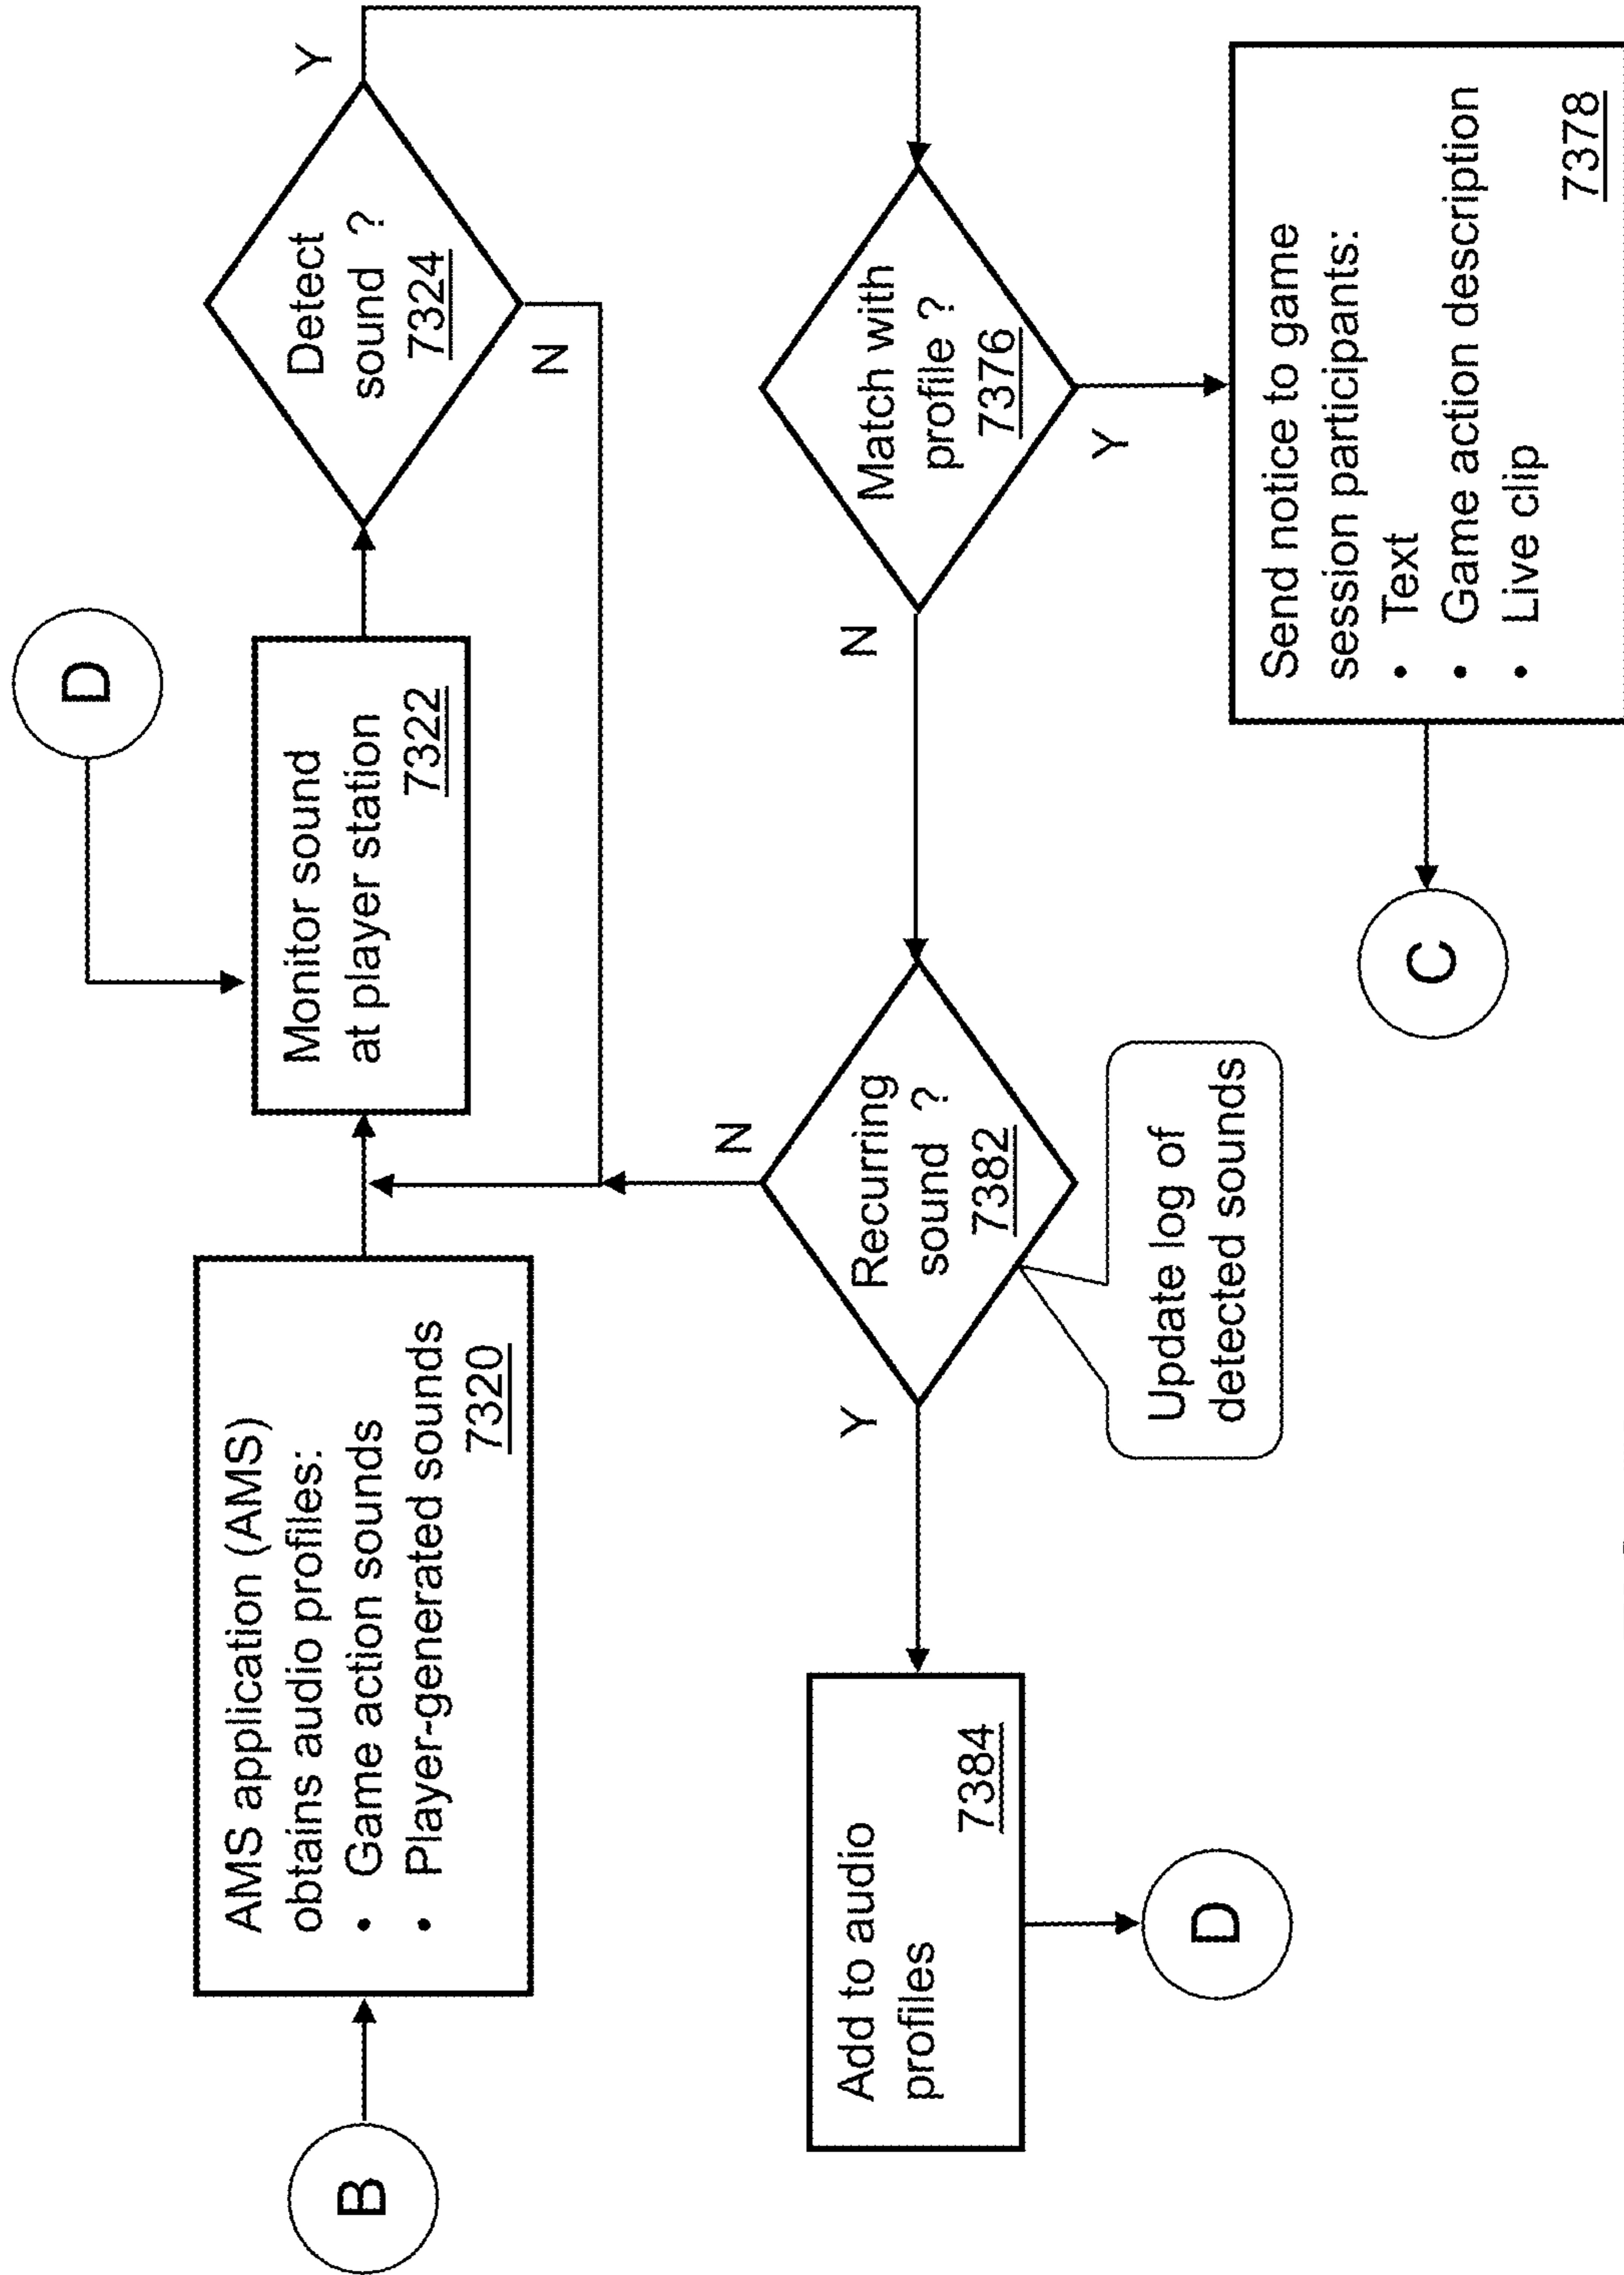 B
AMS application (AMS)
obtains audio profiles:
• Game action sounds
• Player-generated sounds
7320
D
Monitor sound
at player station
7322
Detect
sound ?
7324
Y
N
Match with
profile ?
7376
N
Y
Recurring
sound ?
7382
N
Y
Update log of
detected sounds
Add to audio
profiles
7384
D
Send notice to game
session participants:
• Text
• Game action description
• Live clip
7378
C